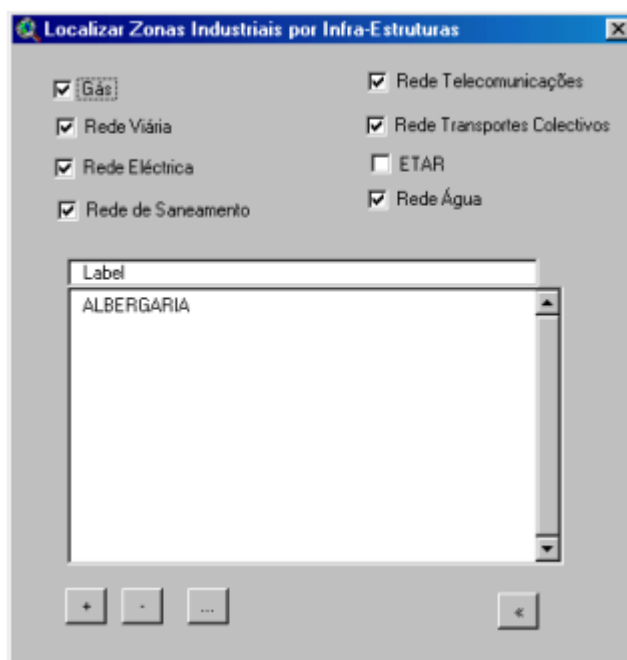 Localizar Zonas Industriais por Infra-Estruturas
Gás
Rede Telecomunicações
Rede Viária
Rede Transportes Colectivos
Rede Eléctrica
ETAR
Rede de Saneamento
Rede Água
Label
ALBERGARIA
+ - ... «